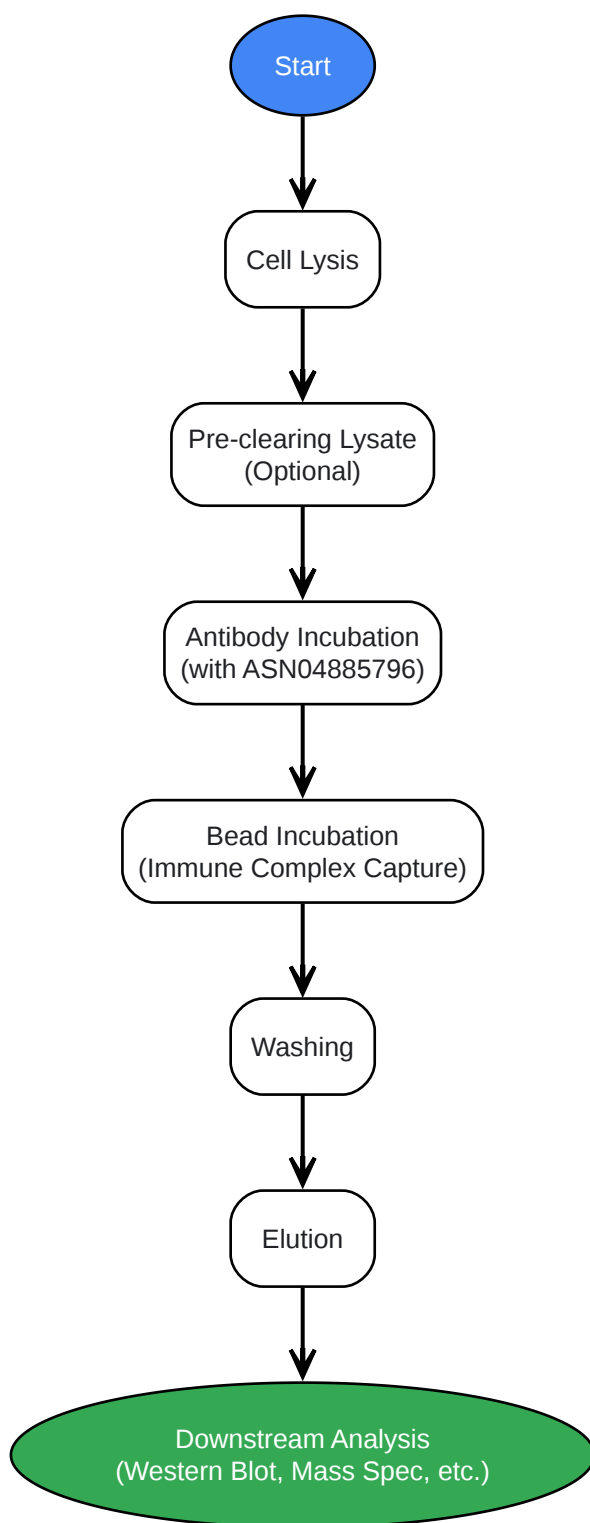 Start
Cell Lysis
Pre-clearing Lysate
(Optional)
Antibody Incubation
(with ASN04885796)
Bead Incubation
(Immune Complex Capture)
Washing
Elution
Downstream Analysis
(Western Blot, Mass Spec, etc.)